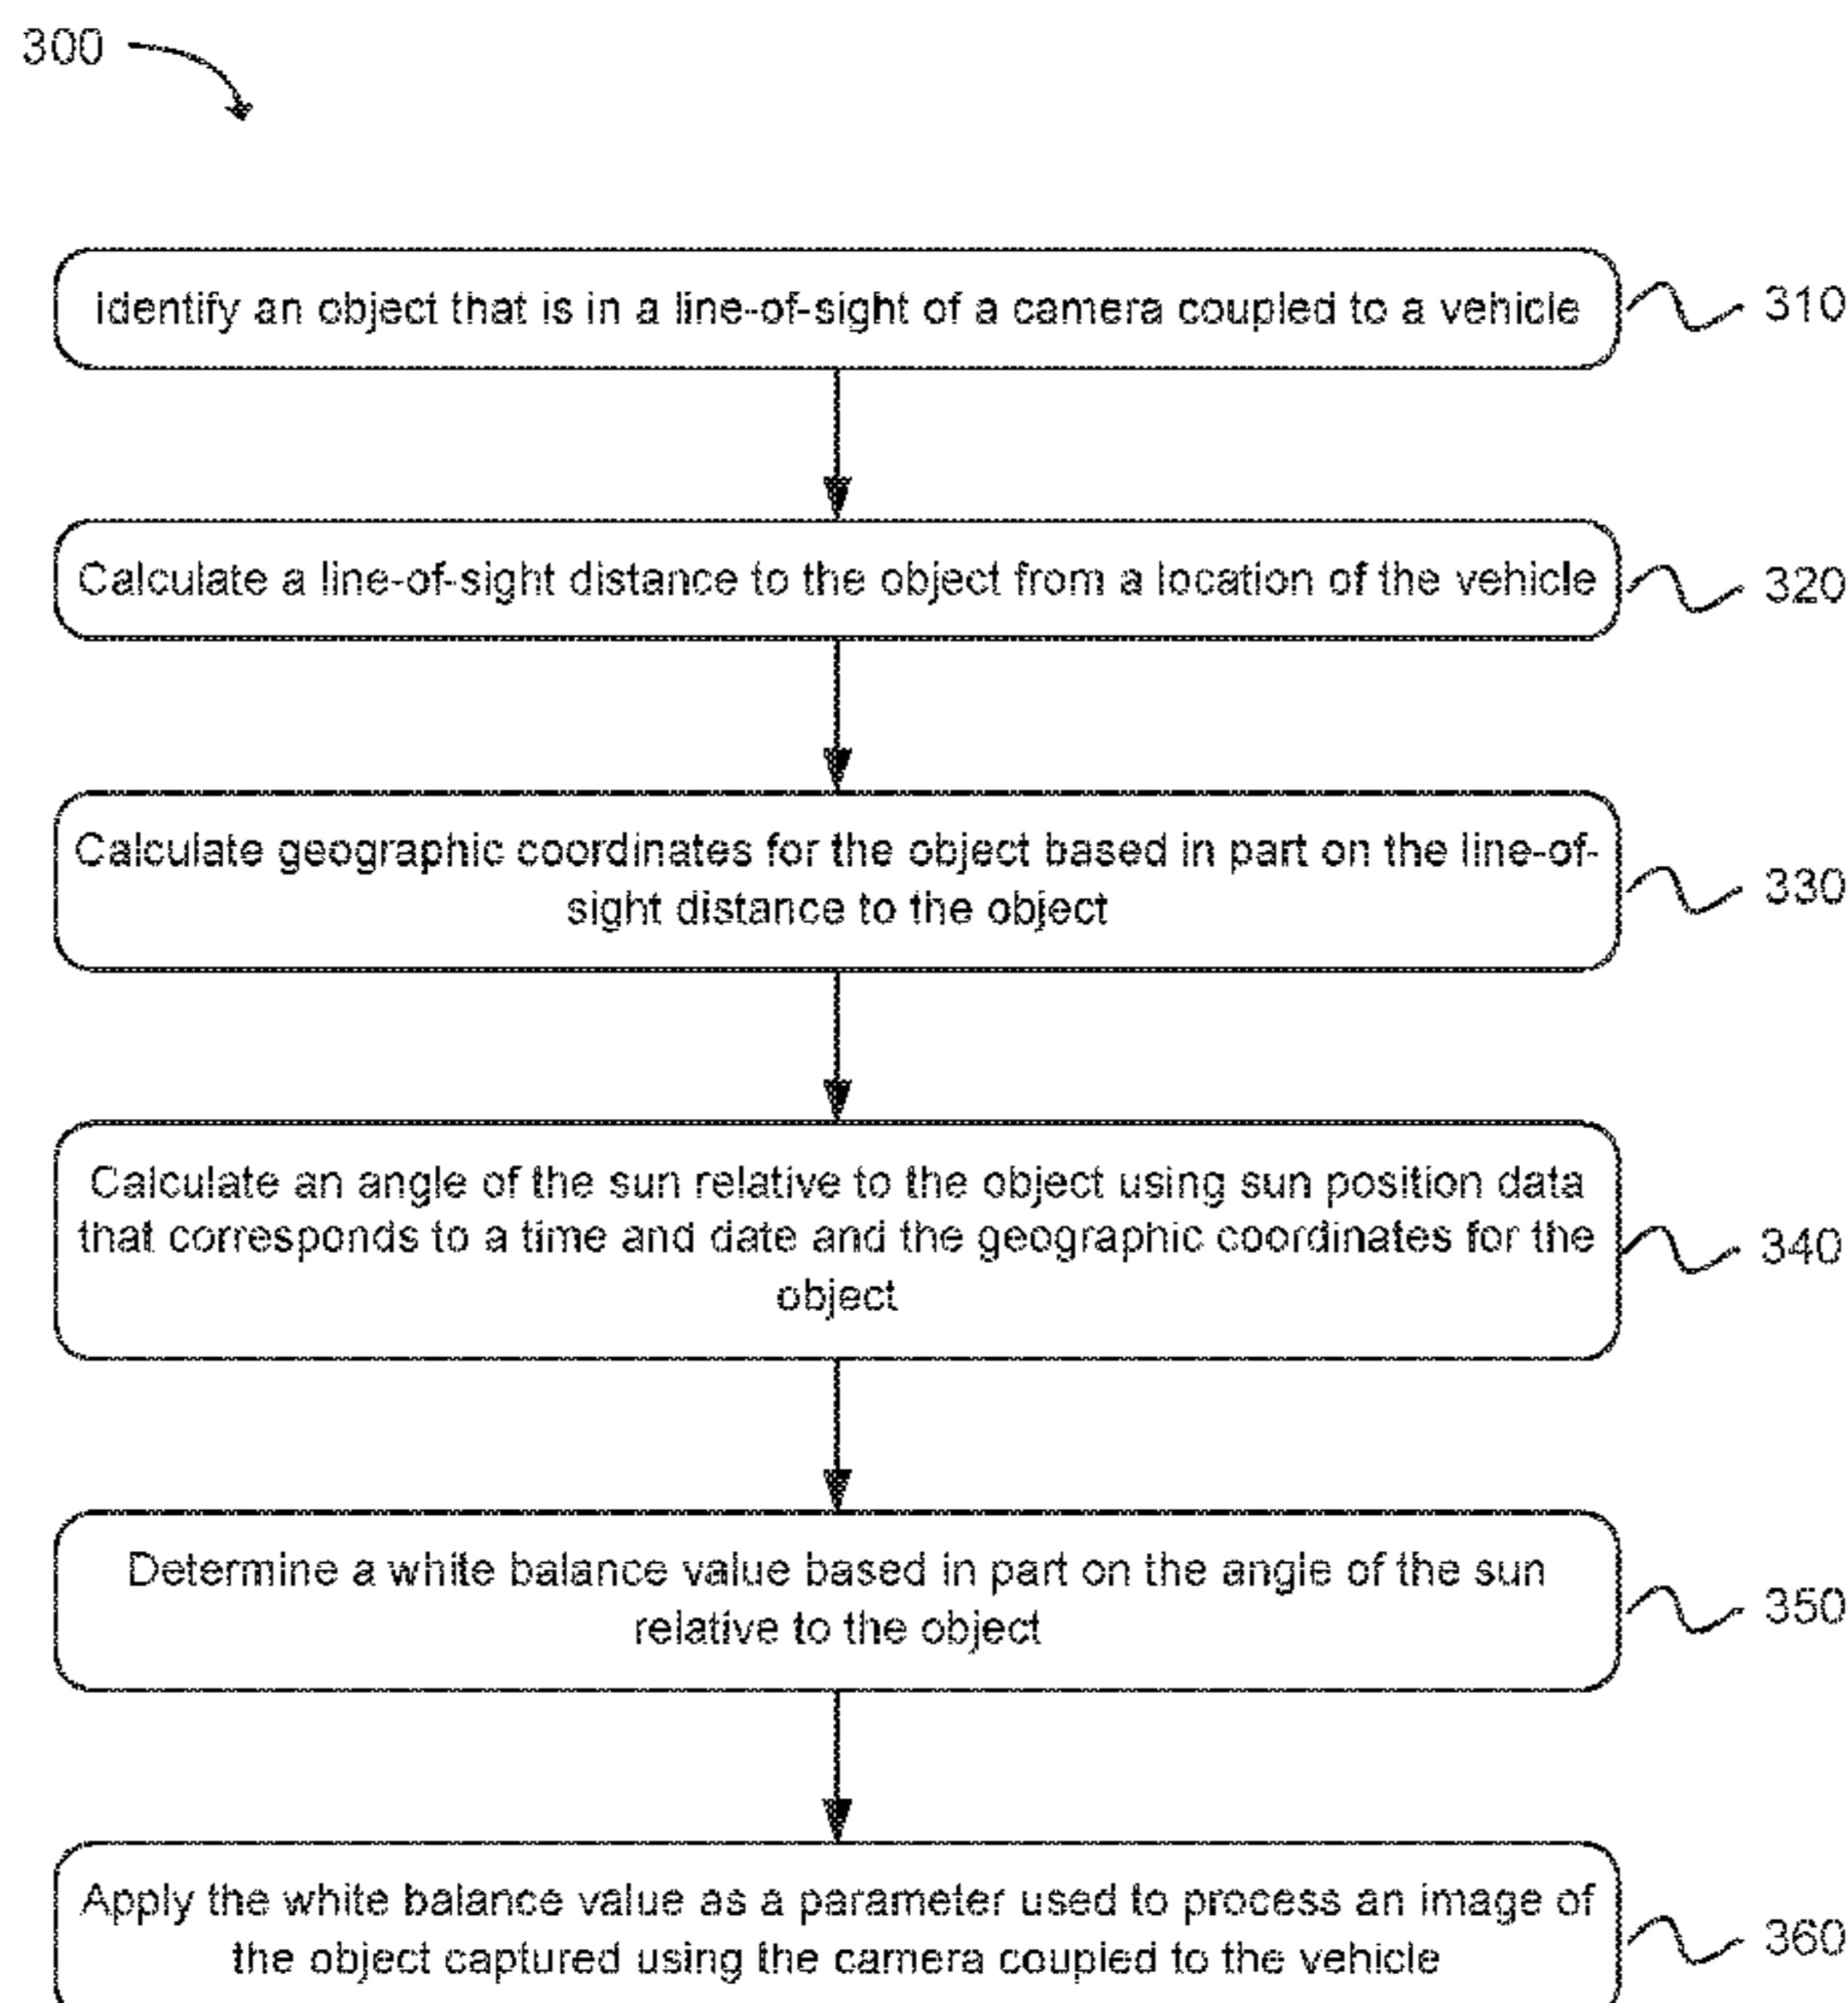 300
Identify an object that is in a line-of-sight of a camera coupled to a vehicle
310
Calculate a line-of-sight distance to the object from a location of the vehicle
320
Calculate geographic coordinates for the object based in part on the line-of-
sight distance to the object
330
Calculate an angle of the sun relative to the object using sun position data
that corresponds to a time and date and the geographic coordinates for the
object
340
Determine a white balance value based in part on the angle of the sun
relative to the object
350
Apply the white balance value as a parameter used to process an image of
the object captured using the camera coupled to the vehicle
360